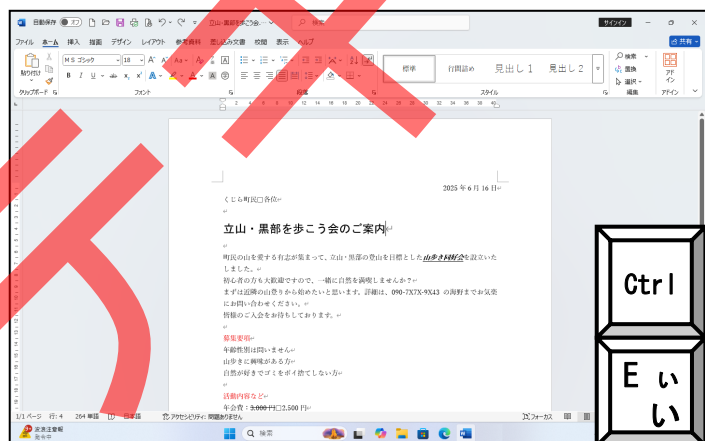 自動保存 オフ 立山・黒部を歩こう会... 検索 サインイン
ファイル ホーム 挿入 描画 デザイン レイアウト 参考資料 差し込み文書 校閲 表示 ヘルプ 共有
貼り付け MS ゴシック 18 標準 行間詰め 見出し 1 見出し 2 検索 置換 選択 アドイン
クリップボード フォント 段落 スタイル 編集 アドイン
2025 年 6 月 16 日
くじら町民□各位
立山・黒部を歩こう会のご案内
町民の山を愛する有志が集まって、立山・黒部の登山を目標とした山歩き同好会を設立いた
しました。
初心者の方も大歓迎ですので、一緒に自然を満喫しませんか？
まずは近隣の山登りから始めたいと思います。詳細は、090-7X7X-9X43 の海野までお気楽
にお問い合わせください。
皆様のご入会をお待ちしております。
募集要項
年齢性別は問いません
山歩きに興味がある方
自然が好きでゴミをポイ捨てしない方
活動内容など
年会費：3,000 円□2,500 円
1/1 ページ 行: 4 264 単語 日本語 アクセシビリティ: 問題ありません フォーカス
波浪注意報
発令中
検索
Ctrl
E い
い